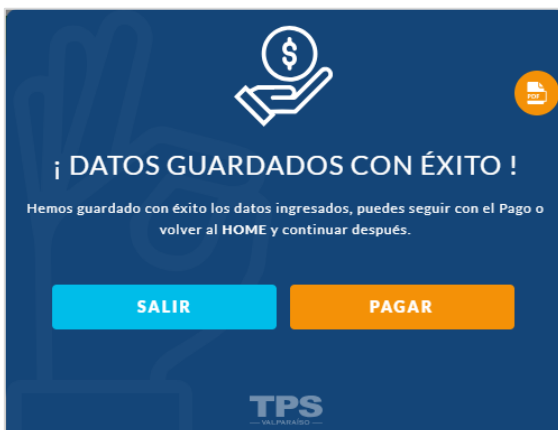 PDF
¡ DATOS GUARDADOS CON ÉXITO !
Hemos guardado con éxito los datos ingresados, puedes seguir con el Pago o
volver al HOME y continuar después.
SALIR
PAGAR
TPS
VALPARAÍSO